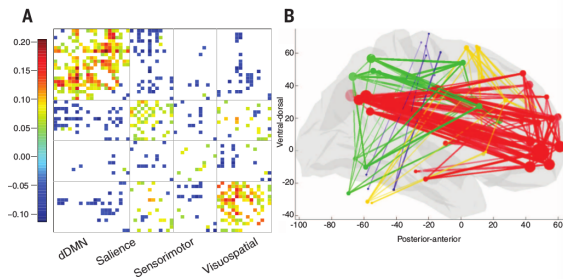 A
0.20
0.15
0.10
0.05
0.00
−0.05
−0.10
dDMN
Salience
Sensorimotor
Visuospatial
B
Ventral-dorsal
60
40
20
0
-20
-40
-100 -80 -60 -40 -20 0 20 40 60
Posterior-anterior